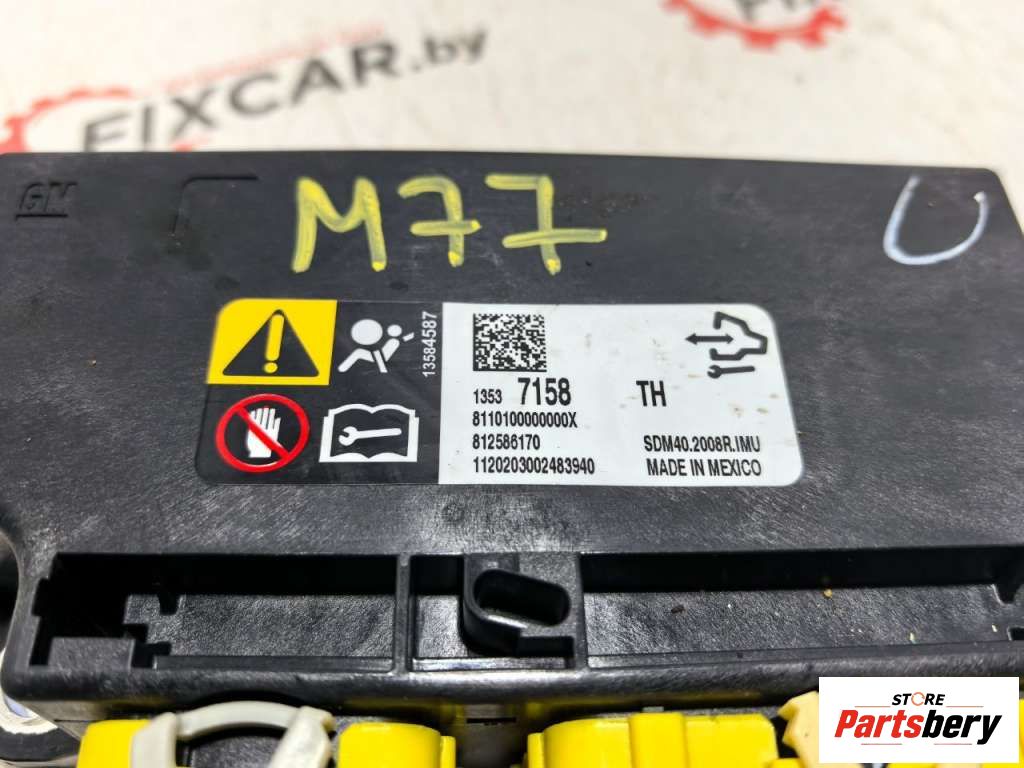 FIXCAR.by
GM
M77
U
13584587
1353 7158 TH
8110100000000X
812586170 SDM40.2008R.IMU
1120203002483940 MADE IN MEXICO
STORE
Partsbery